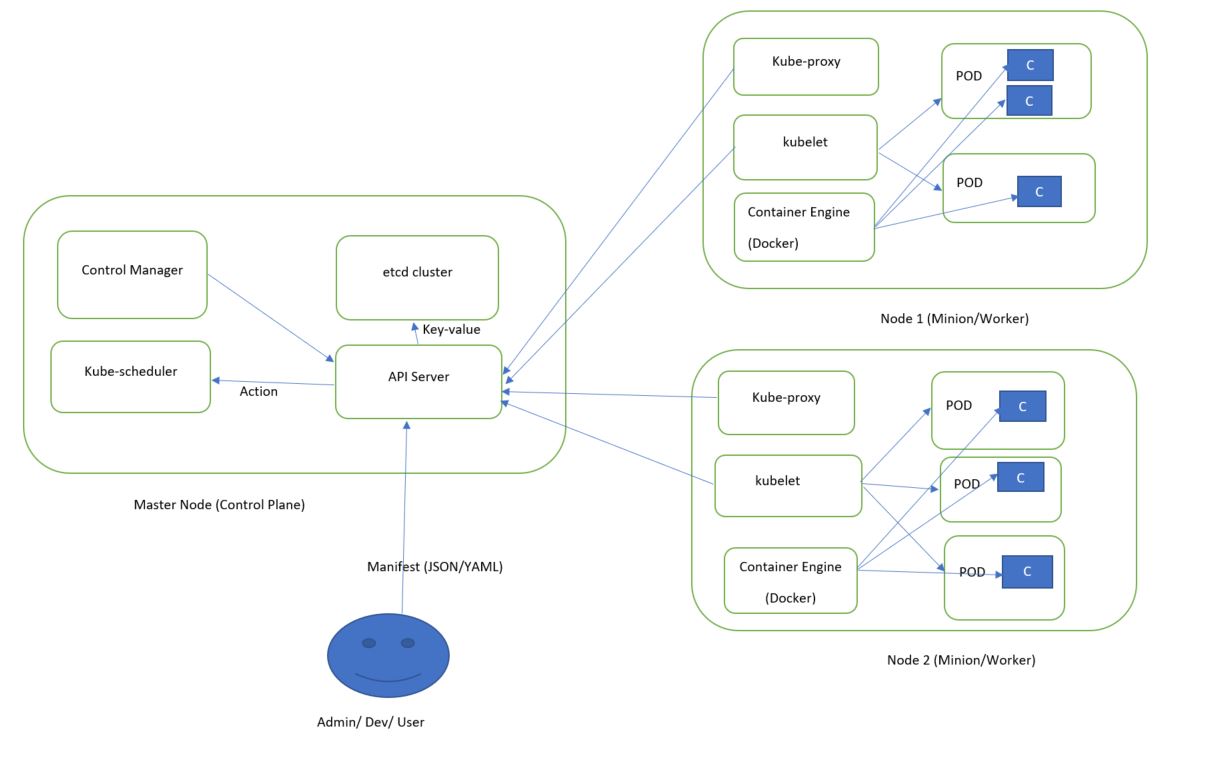 Control Manager
etcd cluster
Key-value
Kube-scheduler
Action
API Server
Master Node (Control Plane)
Manifest (JSON/YAML)
Admin/ Dev/ User
Kube-proxy
kubelet
Container Engine
(Docker)
POD
C
C
POD
C
Node 1 (Minion/Worker)
Kube-proxy
kubelet
Container Engine
(Docker)
POD
C
POD
C
POD
C
Node 2 (Minion/Worker)